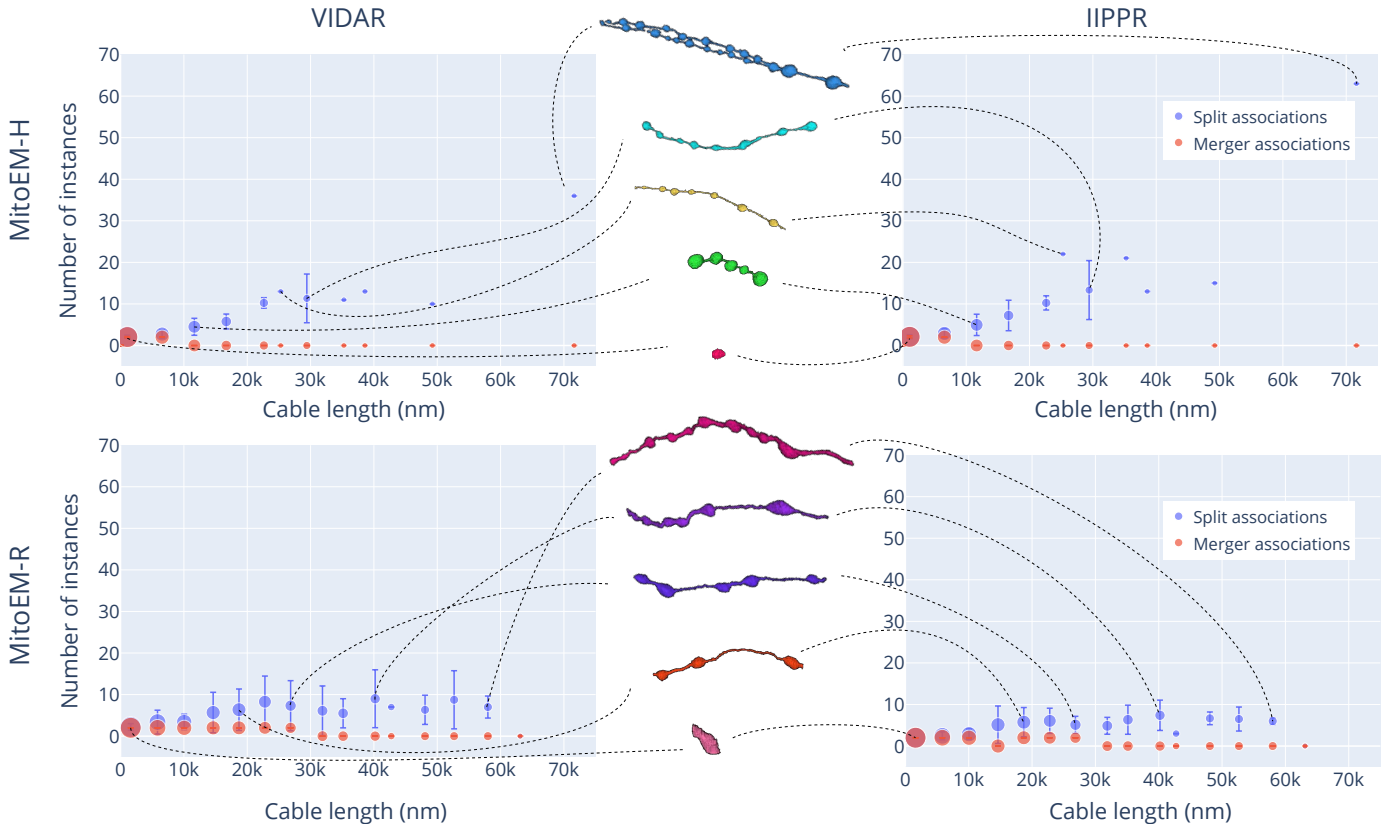 VIDAR
IIPPR
MitoEM-H
Number of instances
70
60
50
40
30
20
10
0
0 10k 20k 30k 40k 50k 60k 70k
Cable length (nm)
70
60
50
40
30
20
10
0
Split associations
Merger associations
0 10k 20k 30k 40k 50k 60k 70k
Cable length (nm)
MitoEM-R
Number of instances
70
60
50
40
30
20
10
0
0 10k 20k 30k 40k 50k 60k 70k
Cable length (nm)
70
60
50
40
30
20
10
0
Split associations
Merger associations
0 10k 20k 30k 40k 50k 60k 70k
Cable length (nm)